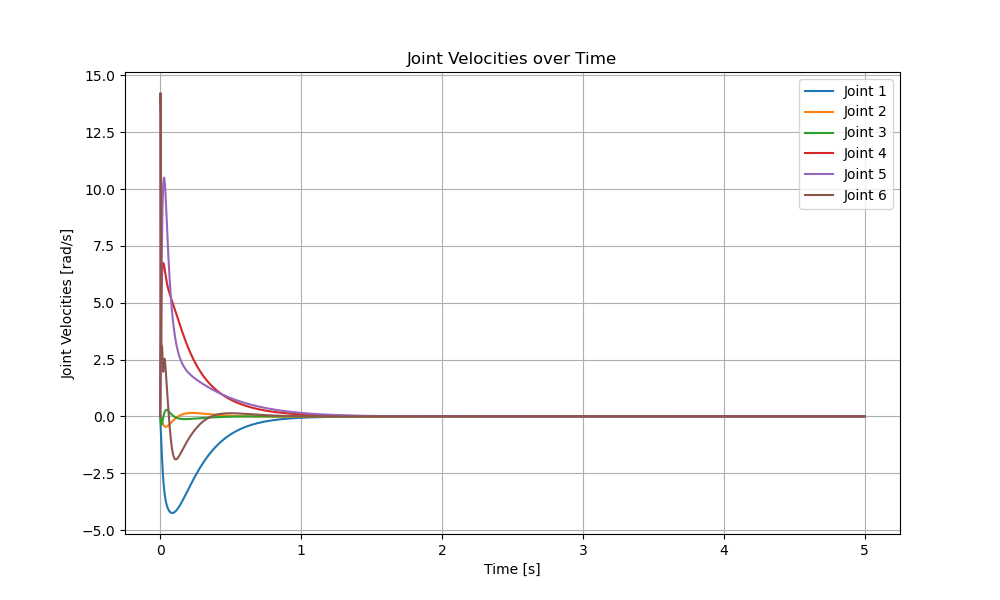 Joint Velocities over Time
Joint Velocities [rad/s]
15.0
12.5
10.0
7.5
5.0
2.5
0.0
−2.5
−5.0
Joint 1
Joint 2
Joint 3
Joint 4
Joint 5
Joint 6
0 1 2 3 4 5
Time [s]